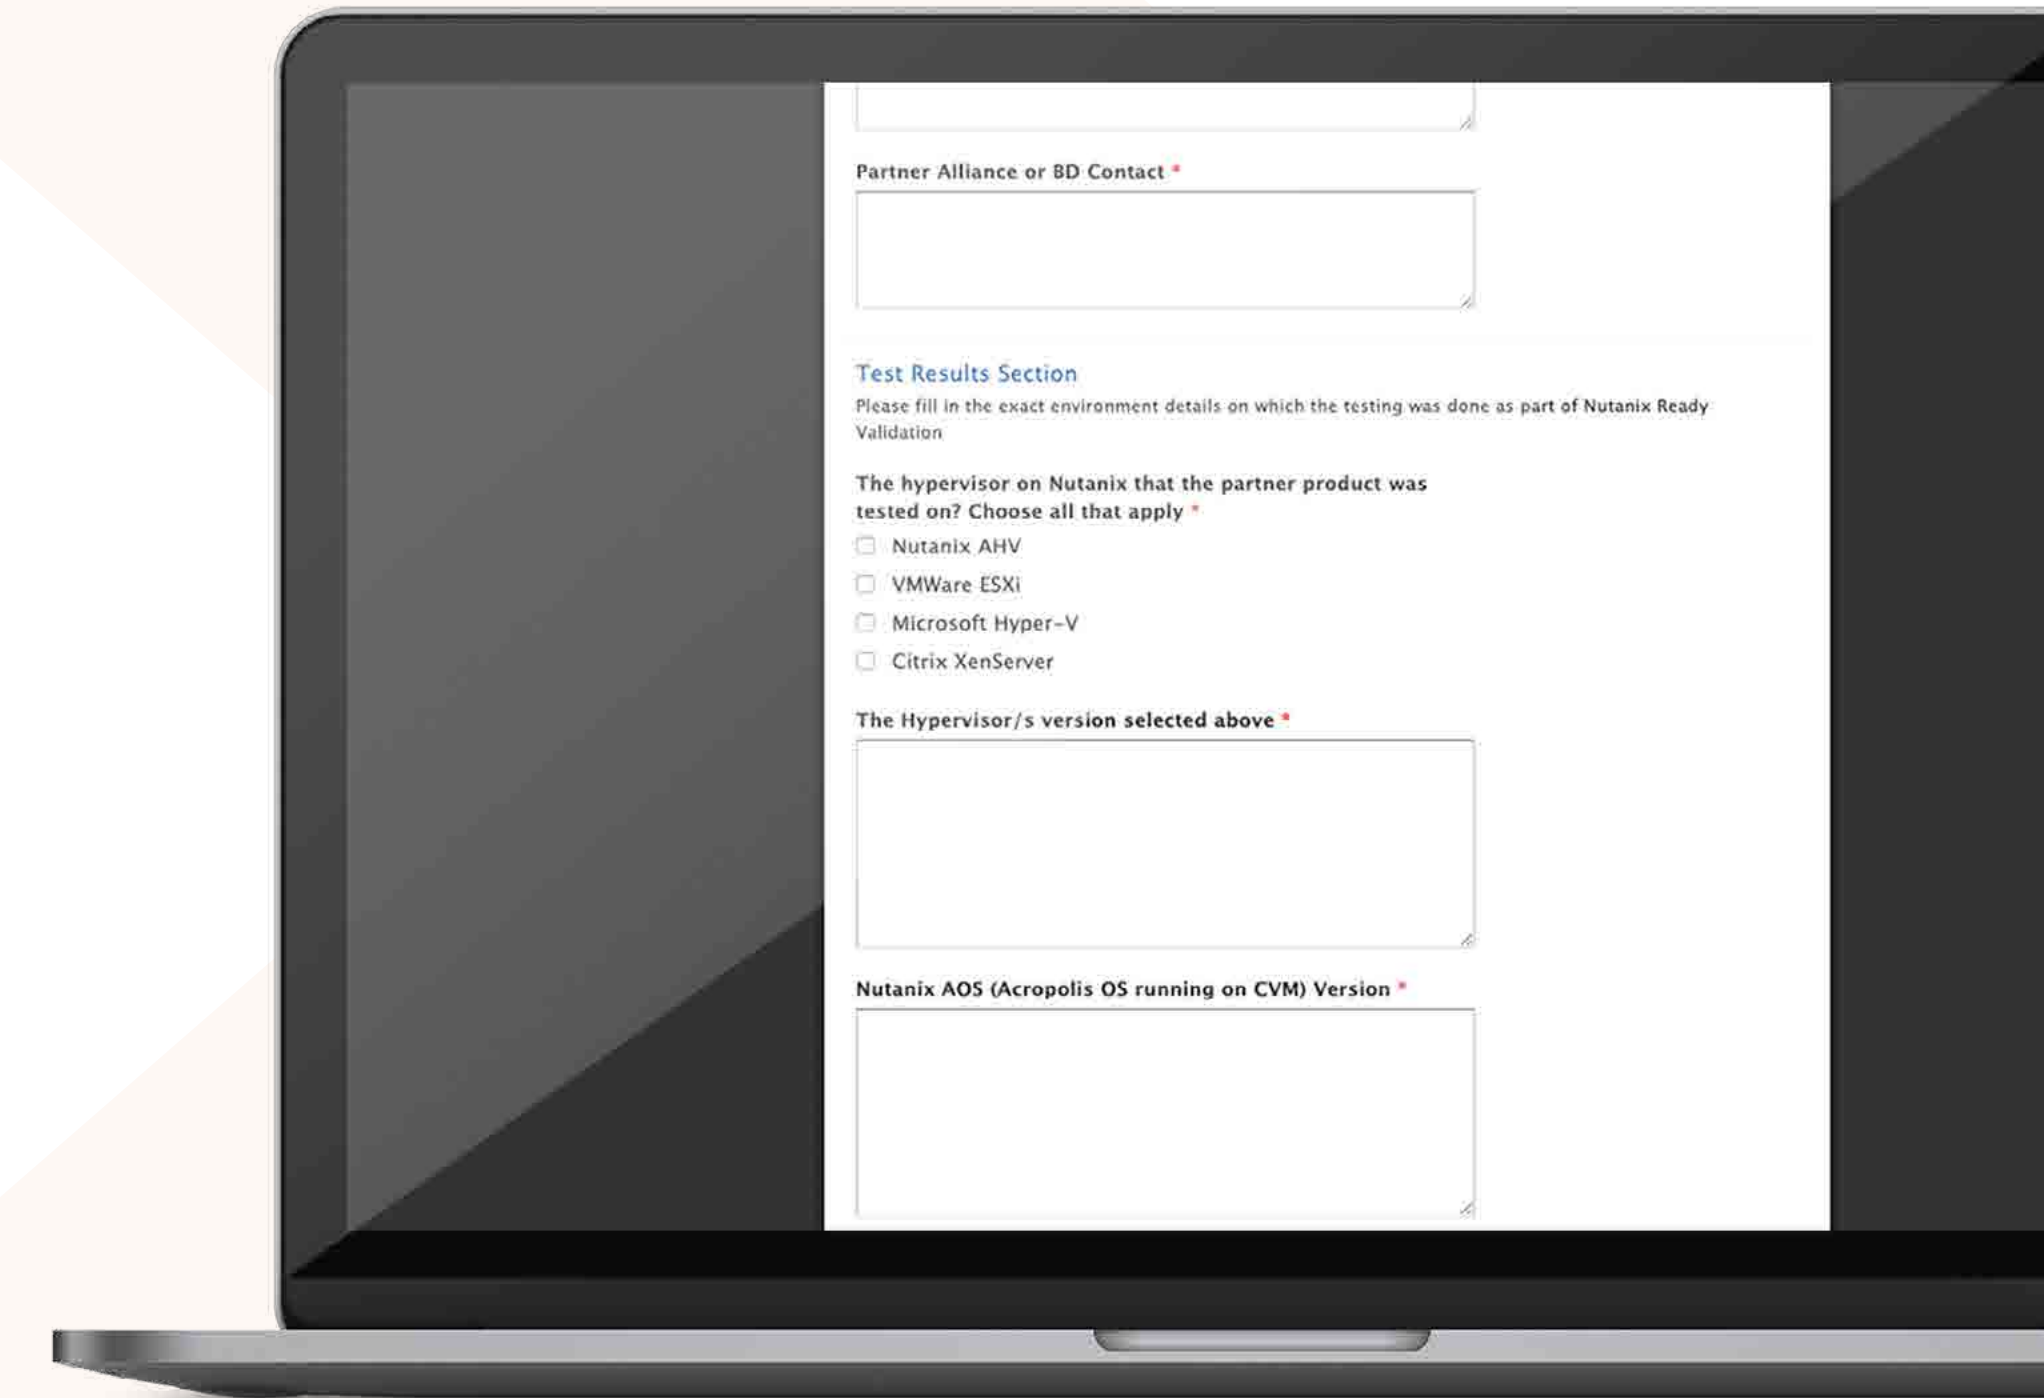 Partner Alliance or BD Contact *
Test Results Section
Please fill in the exact environment details on which the testing was done as part of Nutanix Ready
Validation
The hypervisor on Nutanix that the partner product was
tested on? Choose all that apply *
Nutanix AHV
VMWare ESXi
Microsoft Hyper-V
Citrix XenServer
The Hypervisor/s version selected above *
Nutanix AOS (Acropolis OS running on CVM) Version *